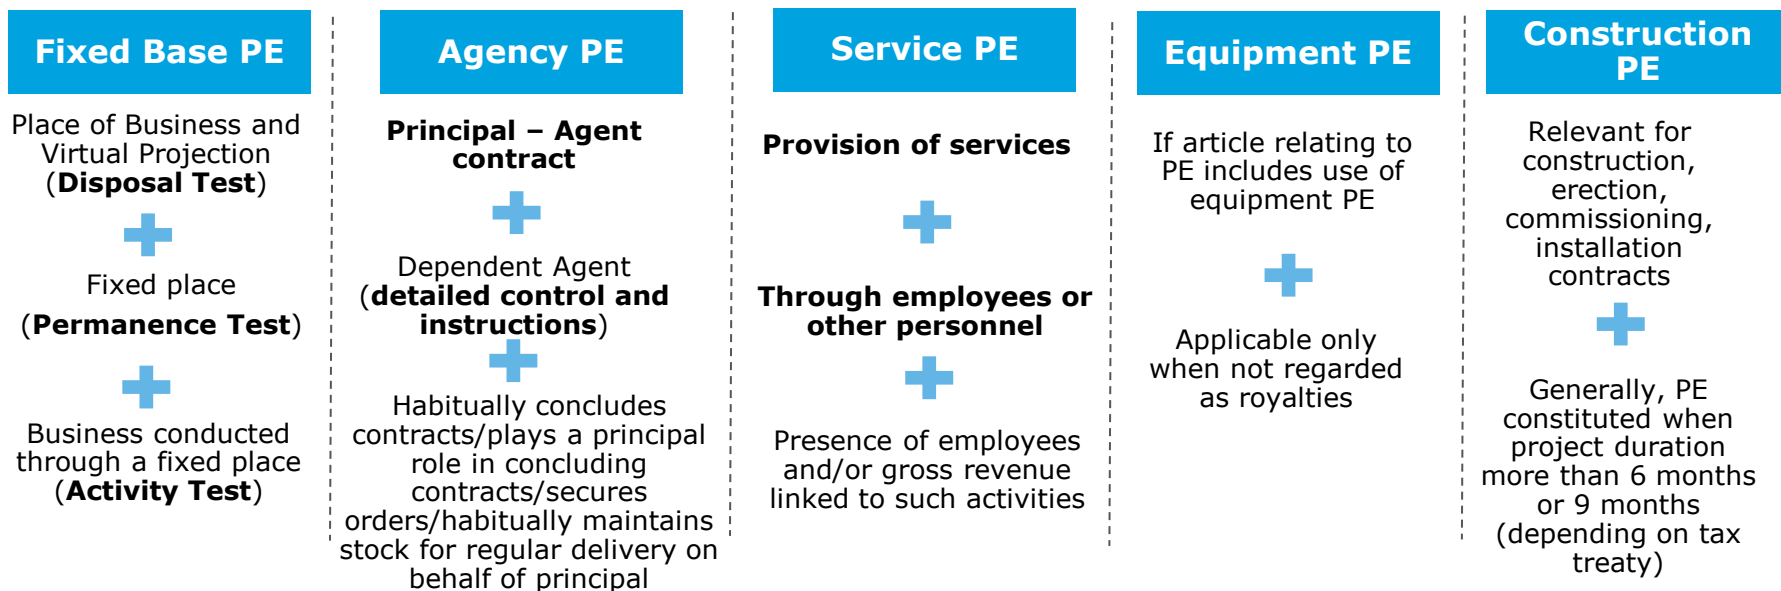 Fixed Base PE
Place of Business and
Virtual Projection
(Disposal Test)
Fixed place
(Permanence Test)
Business conducted
through a fixed place
(Activity Test)
Agency PE
Principal – Agent
contract
Dependent Agent
(detailed control and
instructions)
Habitually concludes
contracts/plays a principal
role in concluding
contracts/secures
orders/habitually maintains
stock for regular delivery on
behalf of principal
Service PE
Provision of services
Through employees or
other personnel
Presence of employees
and/or gross revenue
linked to such activities
Equipment PE
If article relating to
PE includes use of
equipment PE
Applicable only
when not regarded
as royalties
Construction
PE
Relevant for
construction,
erection,
commissioning,
installation
contracts
Generally, PE
constituted when
project duration
more than 6 months
or 9 months
(depending on tax
treaty)